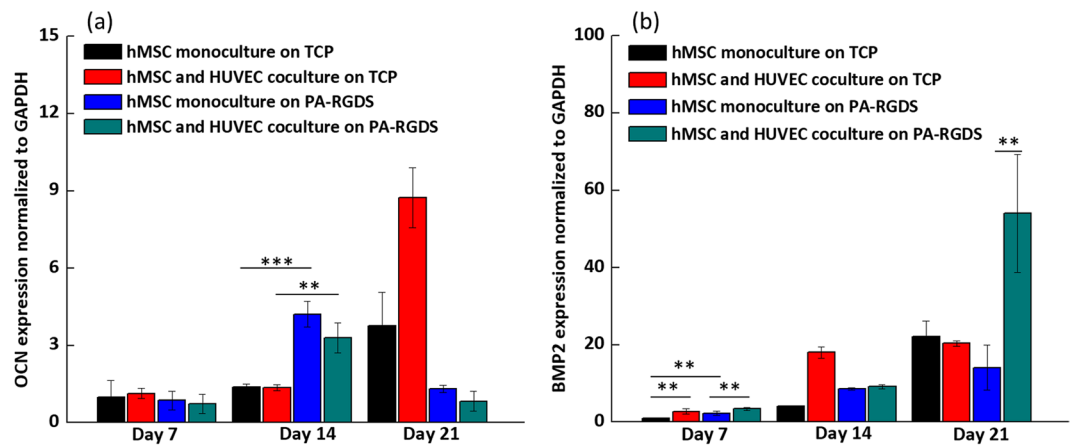 (a)
OCN expression normalized to GAPDH
15
12
9
6
3
0
hMSC monoculture on TCP
hMSC and HUVEC coculture on TCP
hMSC monoculture on PA-RGDS
hMSC and HUVEC coculture on PA-RGDS
***
**
Day 7
Day 14
Day 21
(b)
BMP2 expression normalized to GAPDH
100
80
60
40
20
0
hMSC monoculture on TCP
hMSC and HUVEC coculture on TCP
hMSC monoculture on PA-RGDS
hMSC and HUVEC coculture on PA-RGDS
**
**
** **
Day 7
Day 14
Day 21